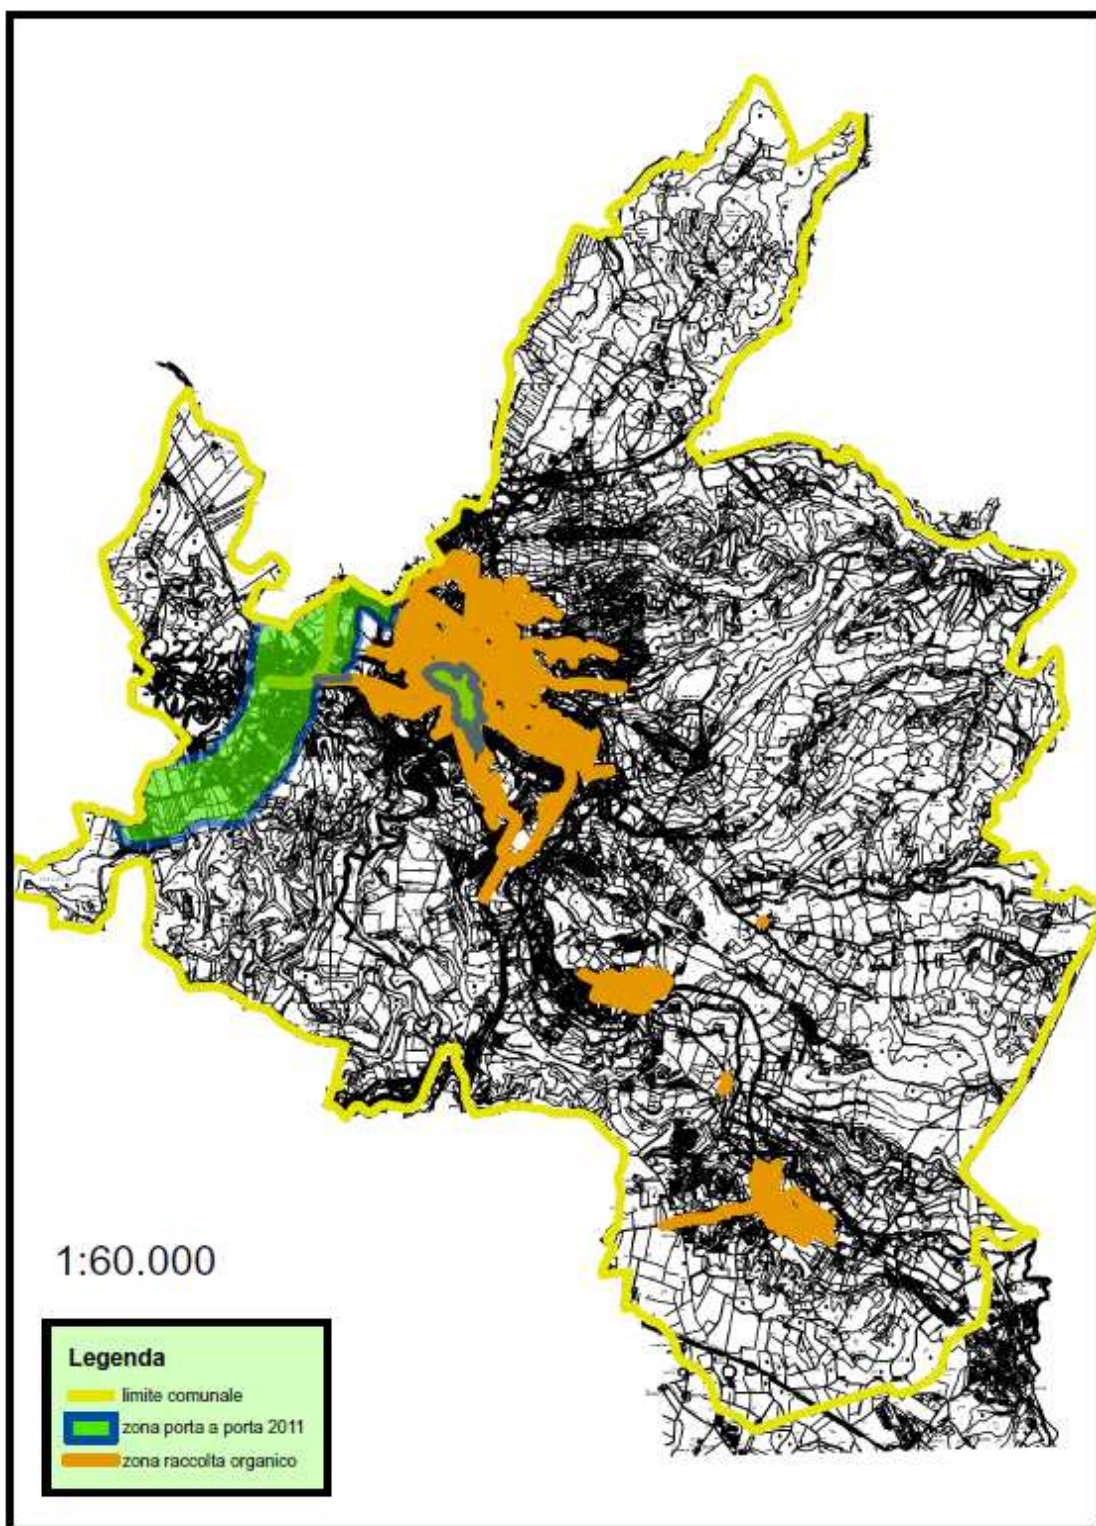 1:60.000
Legenda
limite comunale
zona porta a porta 2011
zona raccolta organico